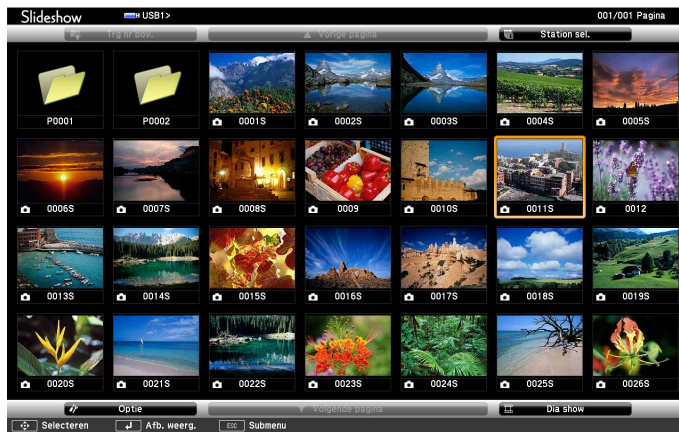 Slideshow USB1> 001/001 Pagina
Trg nr bov. Vorige pagina Station sel.
P0001 P0002 0001S 0002S 0003S 0004S 0005S
0006S 0007S 0008S 0009 0010S 0011S 0012
0013S 0014S 0015S 0016S 0017S 0018S 0019S
0020S 0021S 0022S 0023S 0024S 0025S 0026S
Optie Volgende pagina Dia show
Selecteren Afb. weerg. ESC Submenu